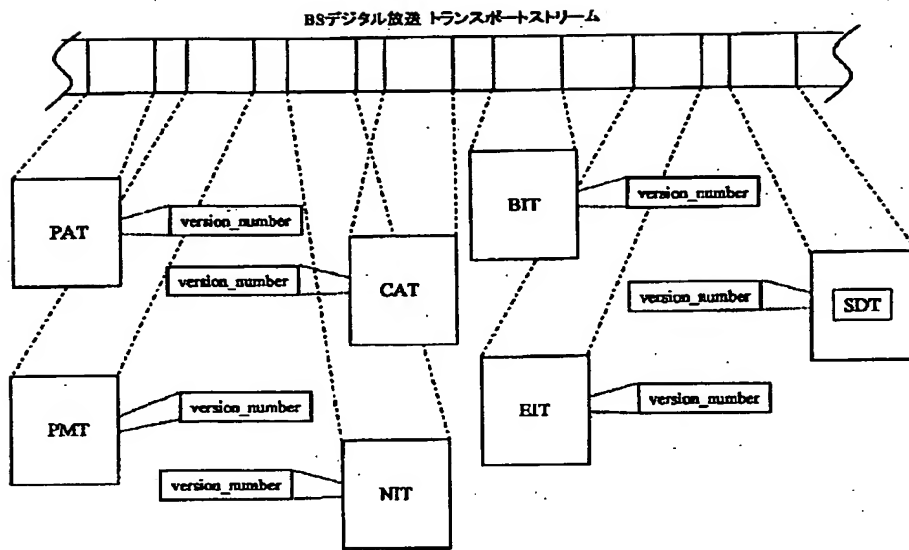 BSデジタル放送 トランスポートストリーム
PAT
version_number
BIT
version_number
version_number
CAT
version_number
SDT
PMT
version_number
EIT
version_number
version_number
NIT